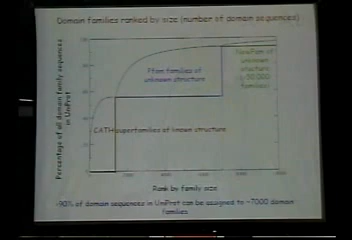 Domain families ranked by size (number of domain sequences)
Percentage of all domain family sequences
in UniProt
Pfam families of
unknown structure
NewFam of
unknown
structure
families
CATH superfamilies of known structure
Rank by family size
~90% of domain sequences in UniProt can be assigned to ~7000 domain
families